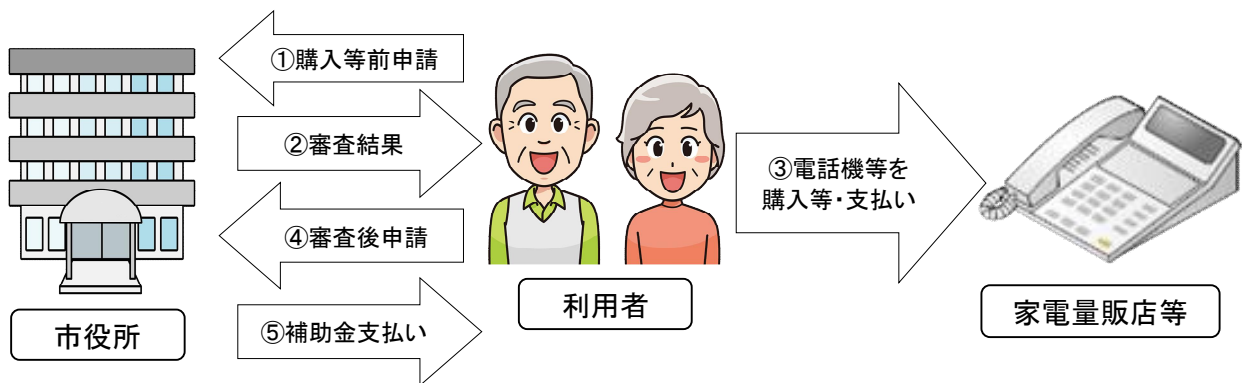 ①購入等前申請
②審査結果
③電話機等を
購入等・支払い
④審査後申請
⑤補助金支払い
市役所
利用者
家電量販店等